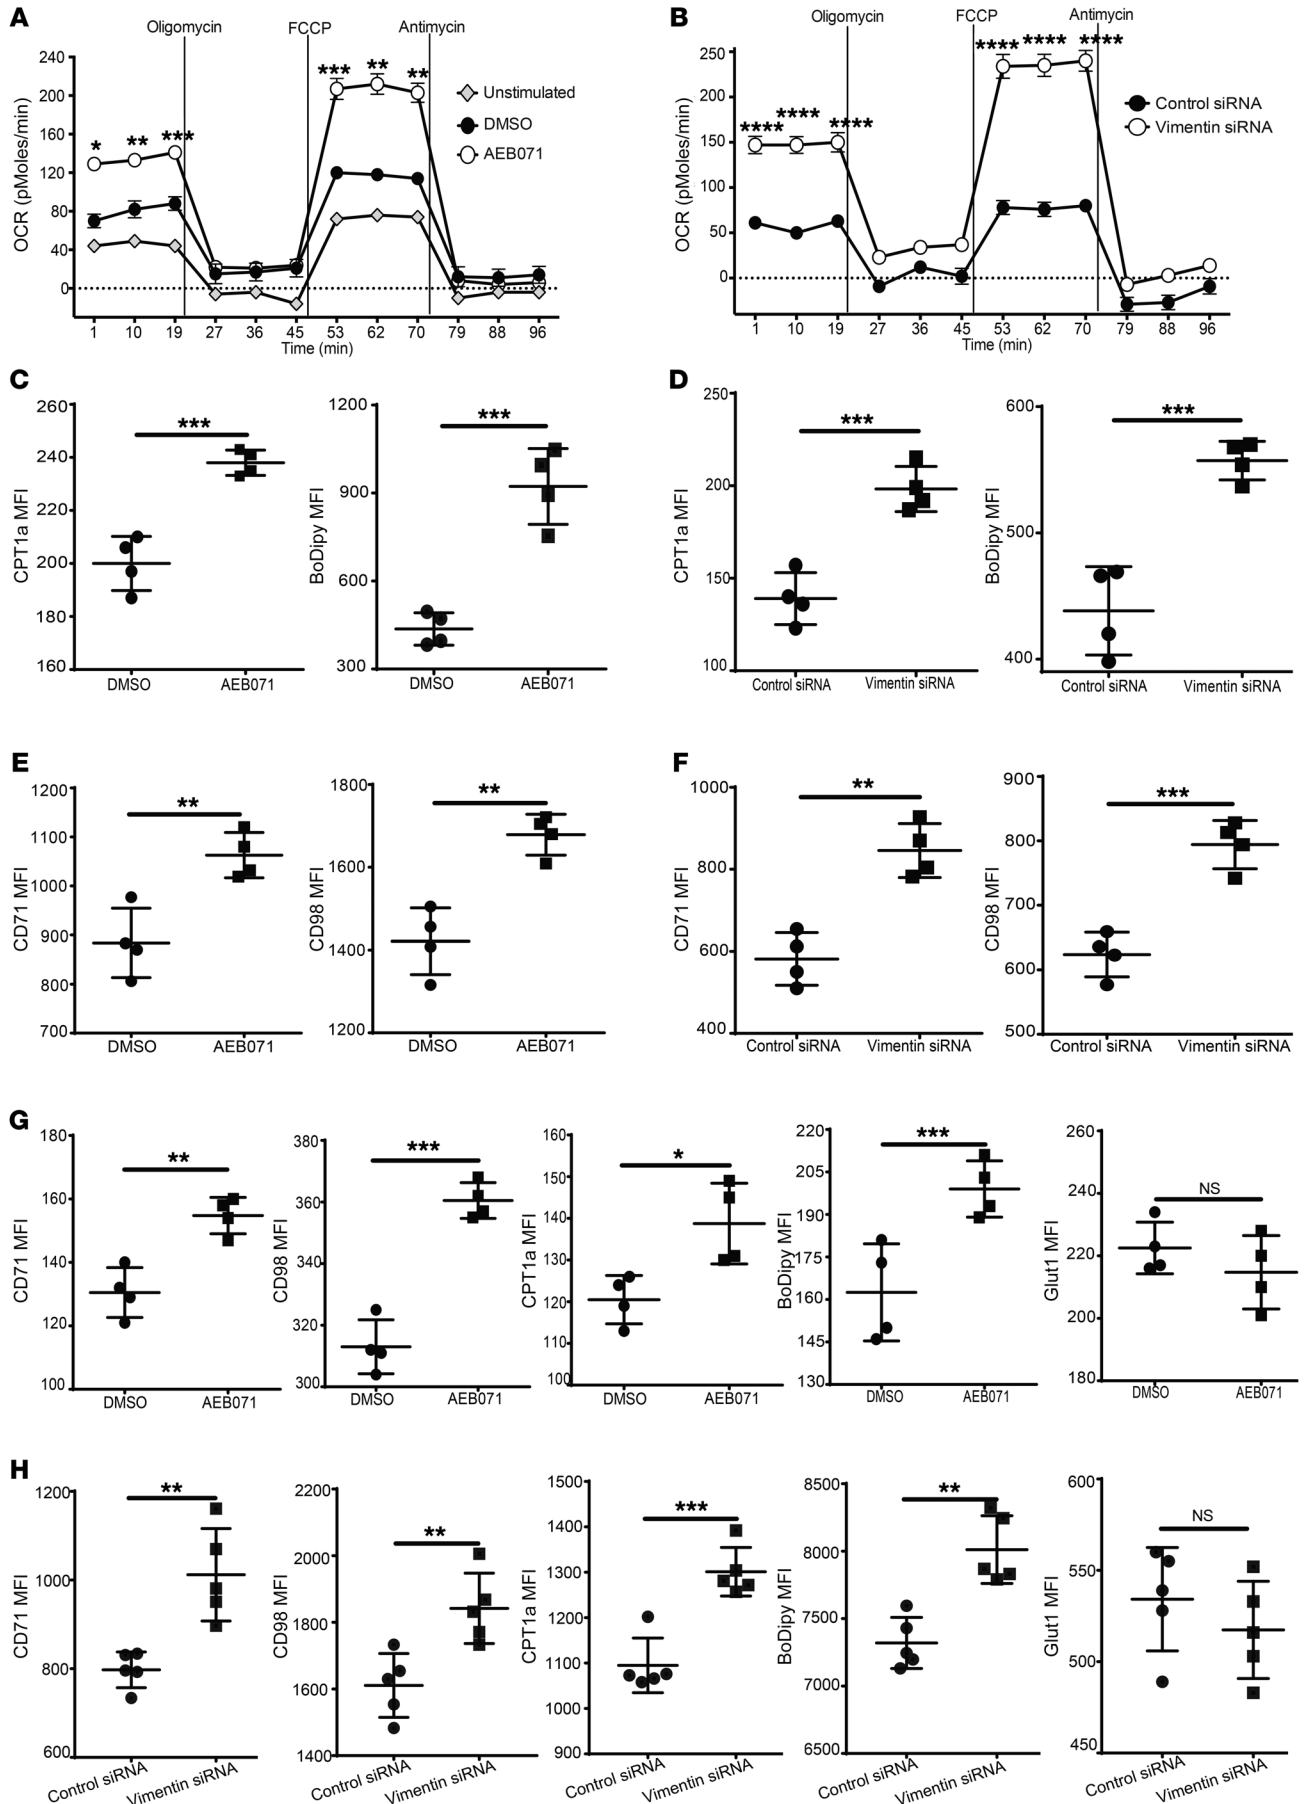 A
Oligomycin
FCCP
Antimycin
OCR (pMoles/min)
240
200
160
120
80
40
0
*
**
***
***
**
**
Unstimulated
DMSO
AEB071
1 10 19 27 36 45 53 62 70 79 88 96
Time (min)
B
Oligomycin
FCCP
Antimycin
OCR (pMoles/min)
250
200
150
100
50
0
****
****
****
****
****
****
Control siRNA
Vimentin siRNA
1 10 19 27 36 45 53 62 70 79 88 96
Time (min)
C
CPT1a MFI
260
240
220
200
180
160
***
DMSO AEB071
BoDipy MFI
1200
900
600
300
***
DMSO AEB071
D
CPT1a MFI
250
200
150
100
***
Control siRNA Vimentin siRNA
BoDipy MFI
600
500
400
***
Control siRNA Vimentin siRNA
E
CD71 MFI
1200
1100
1000
900
800
700
**
DMSO AEB071
CD98 MFI
1800
1600
1400
1200
**
DMSO AEB071
F
CD71 MFI
1000
800
600
400
**
Control siRNA Vimentin siRNA
CD98 MFI
900
800
700
600
500
***
Control siRNA Vimentin siRNA
G
CD71 MFI
180
160
140
120
100
**
DMSO AEB071
CD98 MFI
380
360
340
320
300
***
DMSO AEB071
CPT1a MFI
160
150
140
130
120
110
100
*
DMSO AEB071
BoDipy MFI
220
205
190
175
160
145
130
***
DMSO AEB071
Glut1 MFI
260
240
220
200
180
NS
DMSO AEB071
H
CD71 MFI
1200
1000
800
600
**
Control siRNA Vimentin siRNA
CD98 MFI
2200
2000
1800
1600
1400
**
Control siRNA Vimentin siRNA
CPT1a MFI
1500
1400
1300
1200
1100
1000
900
***
Control siRNA Vimentin siRNA
BoDipy MFI
8500
8000
7500
7000
6500
**
Control siRNA Vimentin siRNA
Glut1 MFI
600
550
500
450
NS
Control siRNA Vimentin siRNA